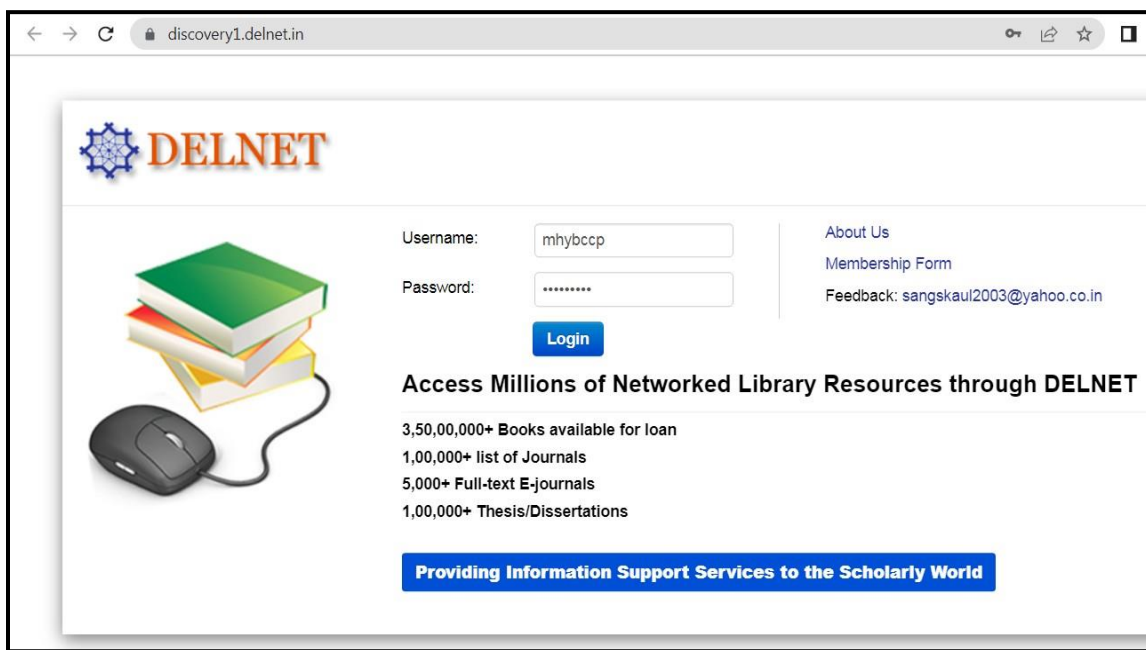 discovery1.delnet.in
DELNET
Username: mhybccp
Password: •••••••••
Login
About Us
Membership Form
Feedback: sangskaul2003@yahoo.co.in
Access Millions of Networked Library Resources through DELNET
3,50,00,000+ Books available for loan
1,00,000+ list of Journals
5,000+ Full-text E-journals
1,00,000+ Thesis/Dissertations
Providing Information Support Services to the Scholarly World